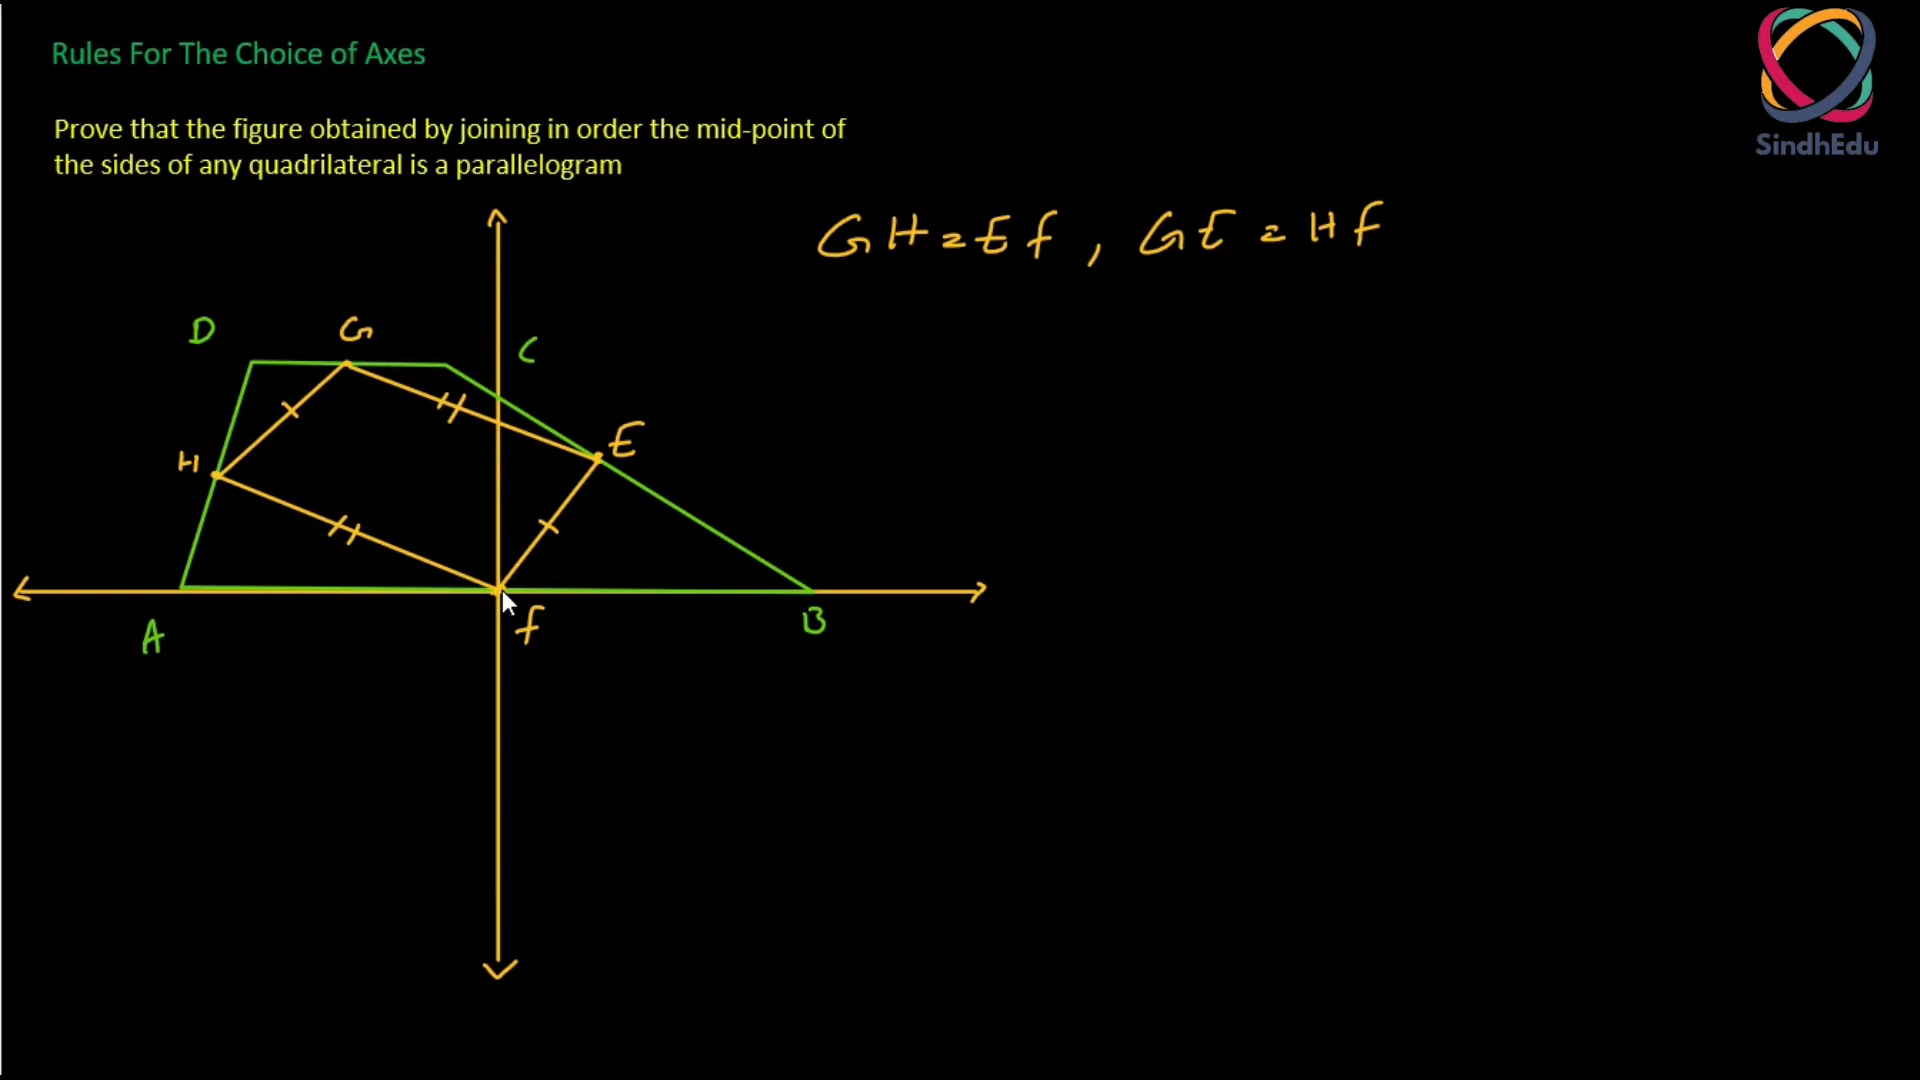 Rules For The Choice of Axes
SindhEdu
Prove that the figure obtained by joining in order the mid-point of
the sides of any quadrilateral is a parallelogram
GH = EF , GE = HF
D
G
C
E
H
A
F
B